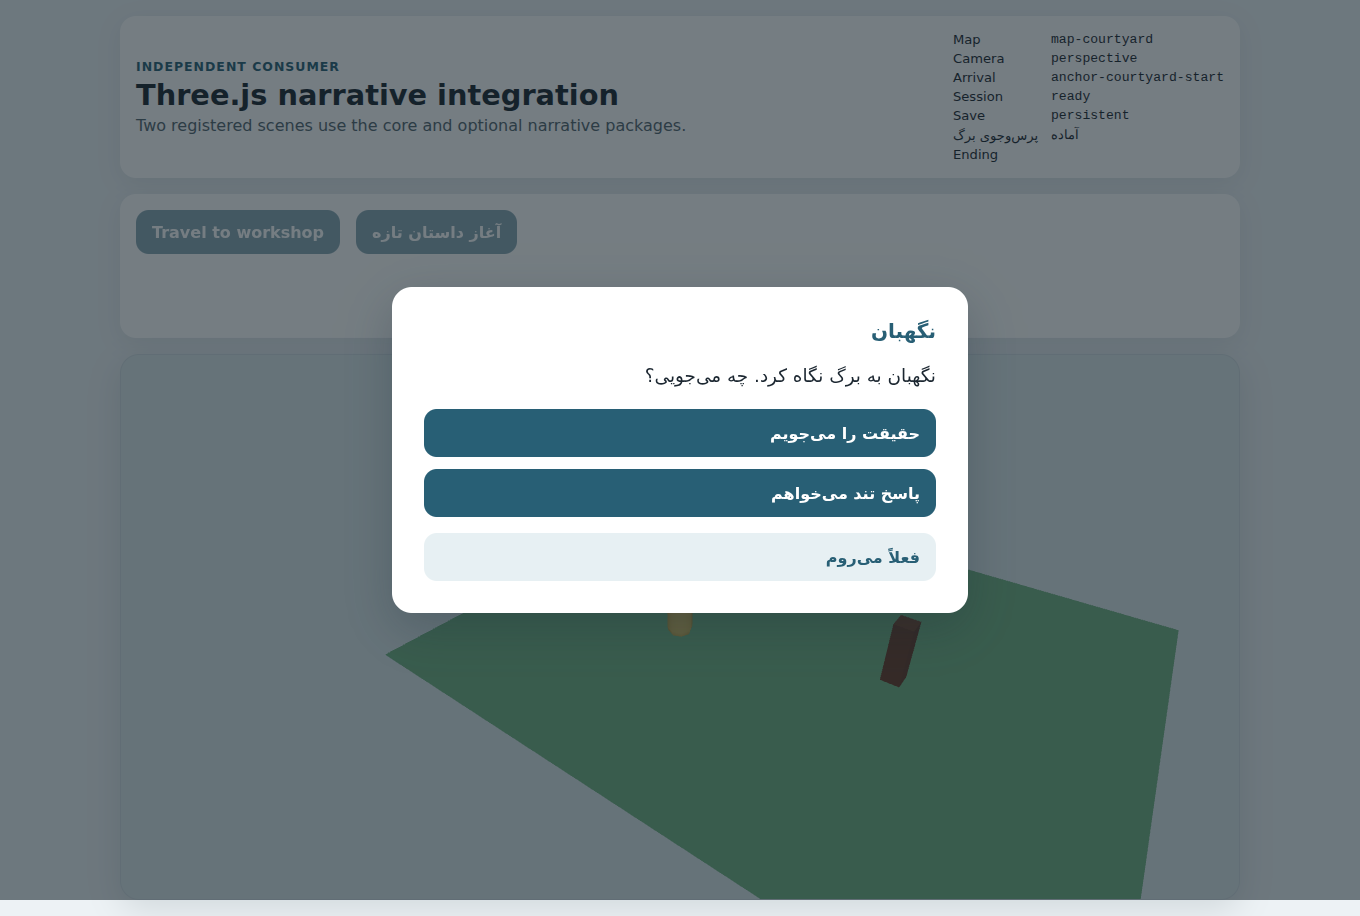 INDEPENDENT CONSUMER
Three.js narrative integration
Two registered scenes use the core and optional narrative packages.
Map map-courtyard
Camera perspective
Arrival anchor-courtyard-start
Session ready
Save persistent
پرس‌وجوی برگ آماده
Ending
Travel to workshop آغاز داستان تازه
نگهبان
نگهبان به برگ نگاه کرد. چه می‌جویی؟
حقیقت را می‌جویم
پاسخ تند می‌خواهم
فعلاً می‌روم